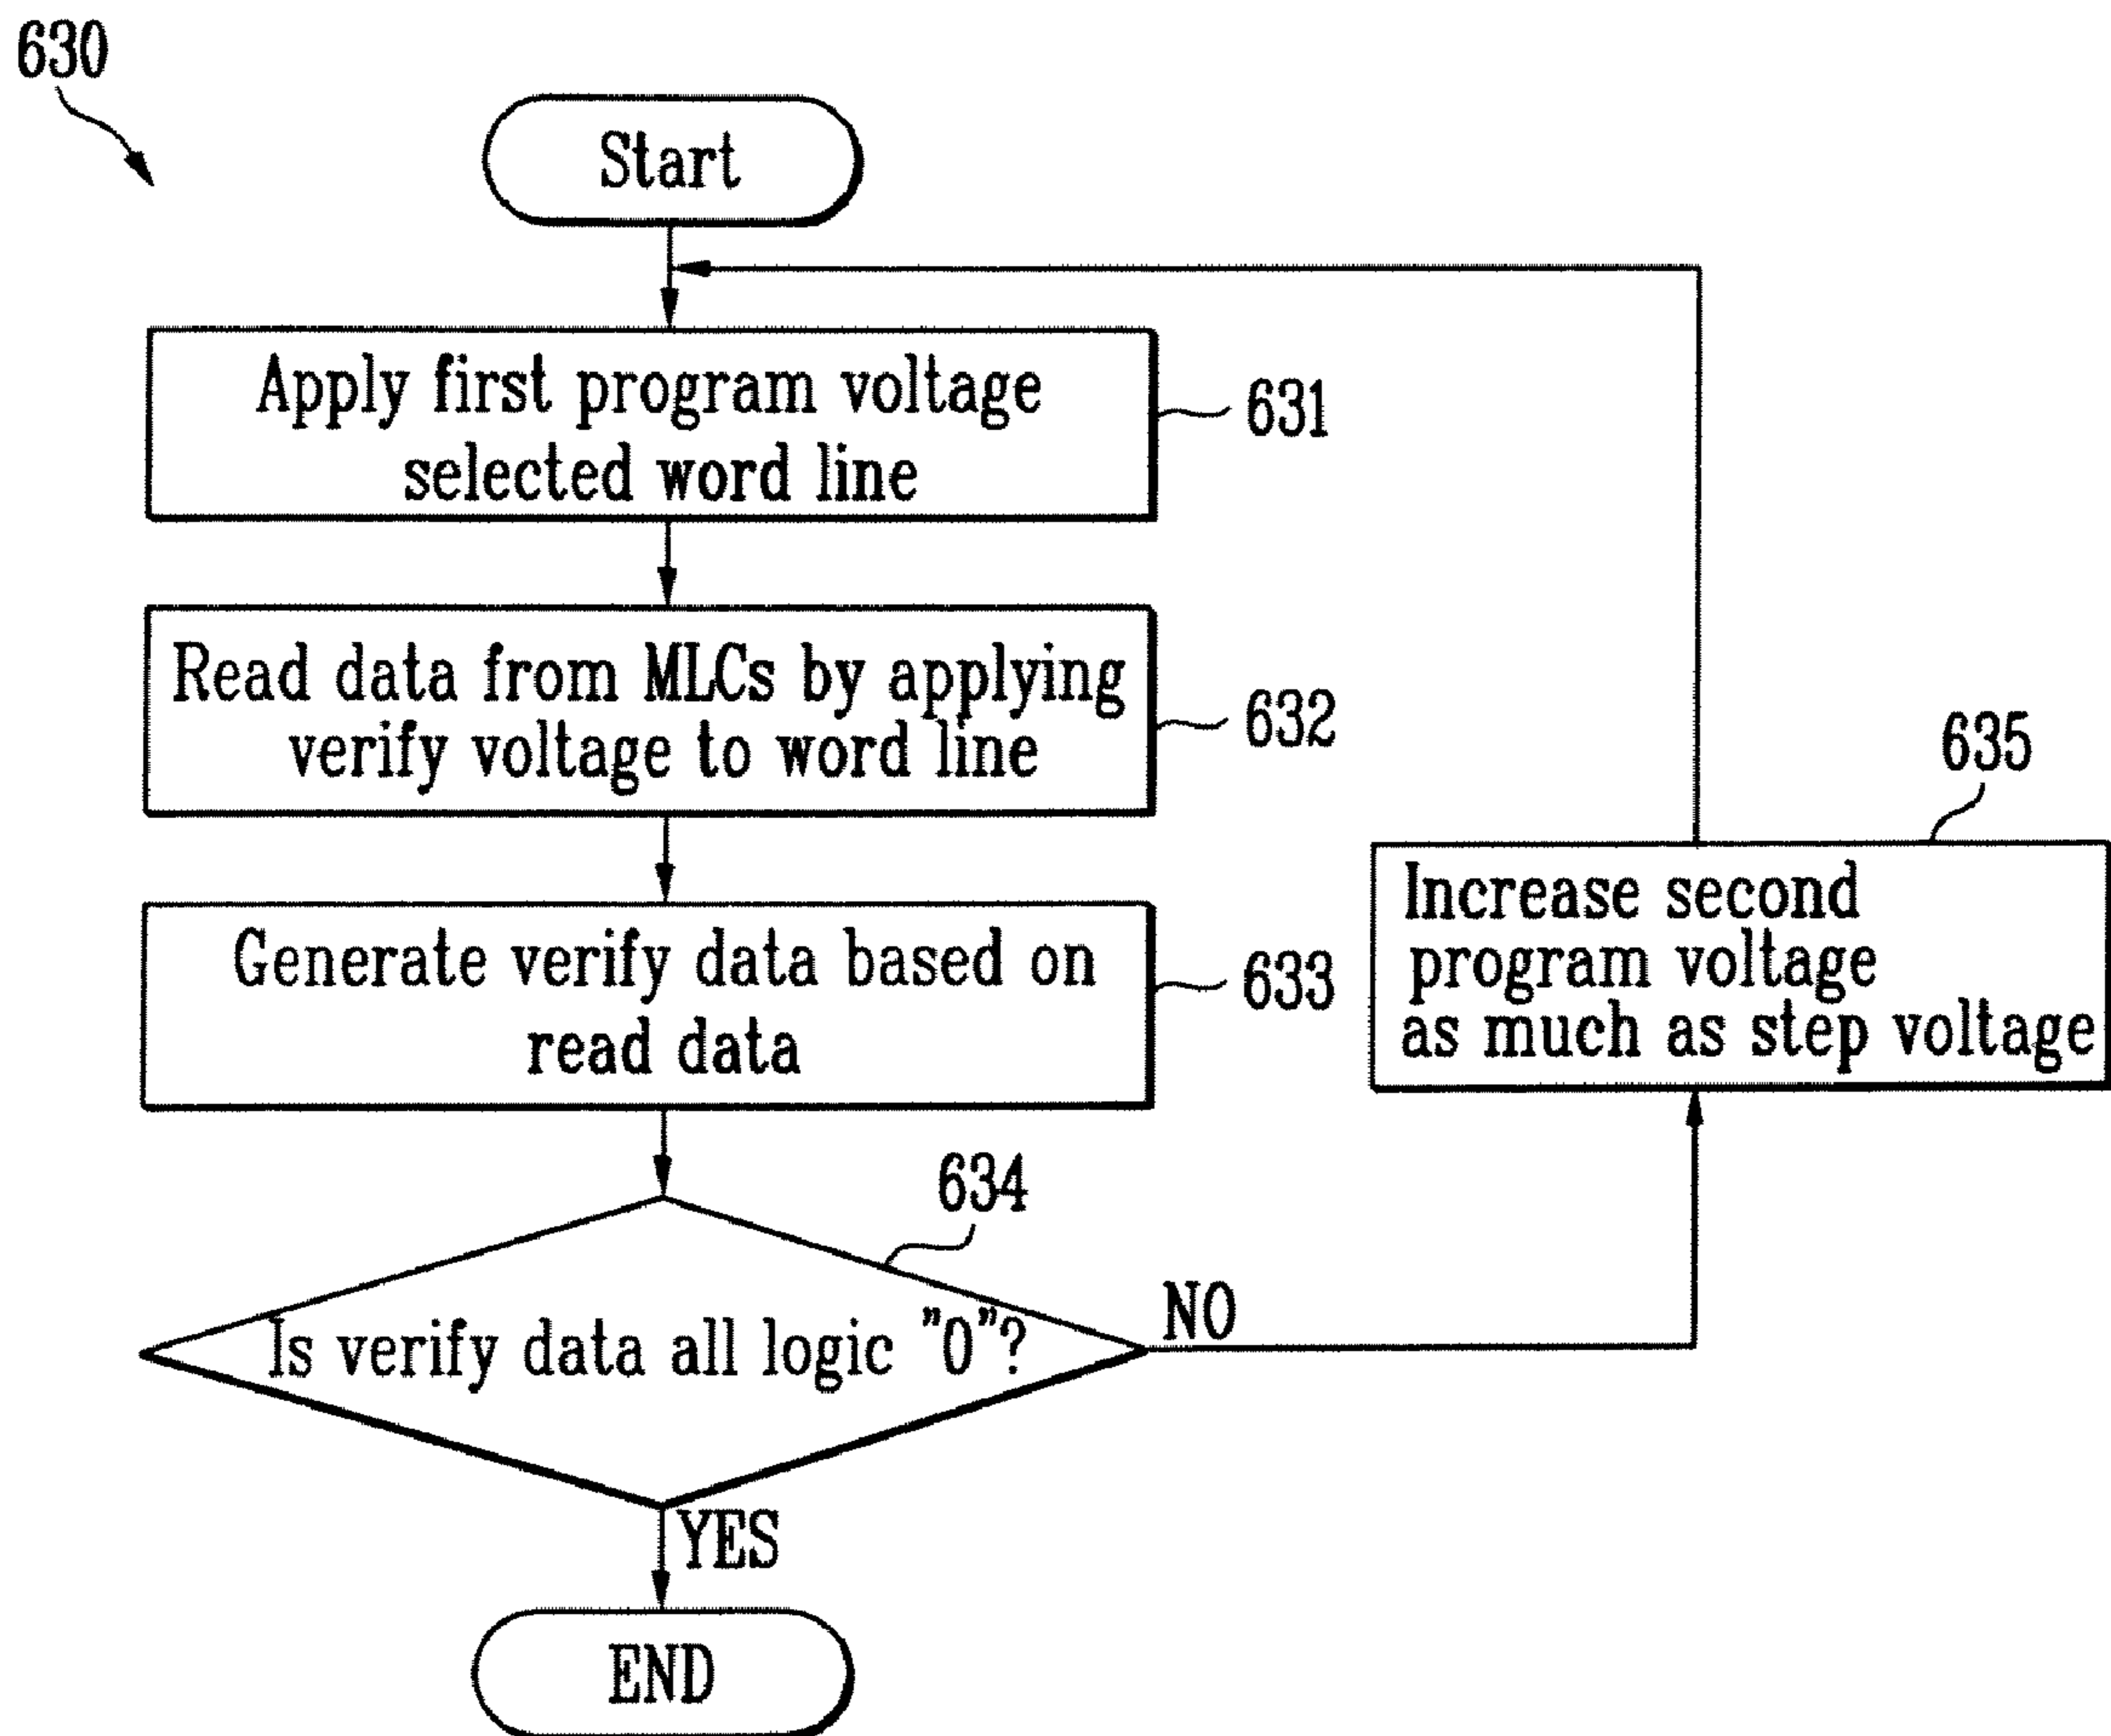 630
Start
Apply first program voltage
selected word line
631
Read data from MLCs by applying
verify voltage to word line
632
Generate verify data based on
read data
633
634
Is verify data all logic "0"?
NO
635
Increase second
program voltage
as much as step voltage
YES
END